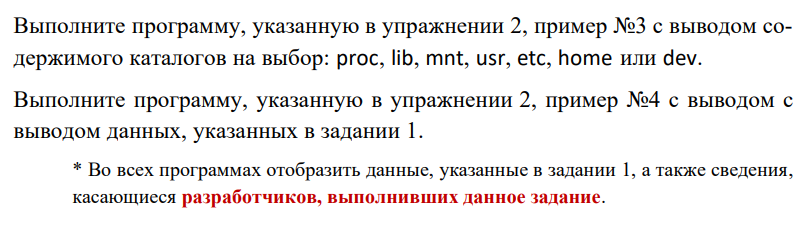 Выполните программу, указанную в упражнении 2, пример №3 с выводом со-
держимого каталогов на выбор: proc, lib, mnt, usr, etc, home или dev.
Выполните программу, указанную в упражнении 2, пример №4 с выводом с
выводом данных, указанных в задании 1.
* Во всех программах отобразить данные, указанные в задании 1, а также сведения,
касающиеся разработчиков, выполнивших данное задание.